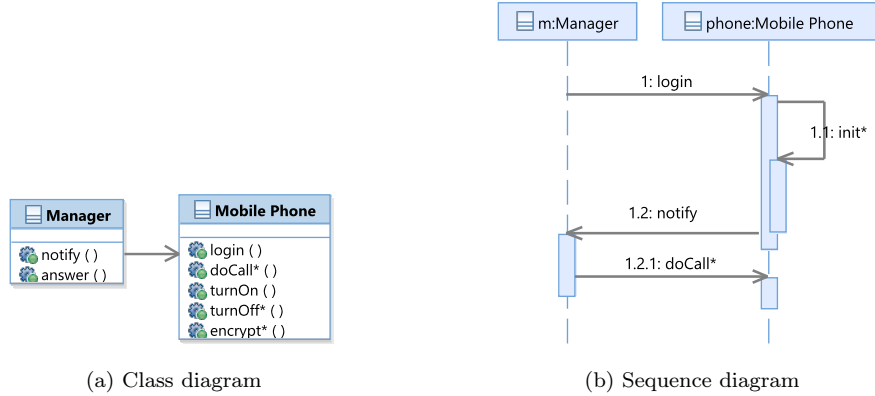 m:Manager
phone:Mobile Phone
1: login
1.1: init*
1.2: notify
1.2.1: doCall*
Manager
notify ( )
answer ( )
Mobile Phone
login ( )
doCall* ( )
turnOn ( )
turnOff* ( )
encrypt* ( )
(a) Class diagram
(b) Sequence diagram